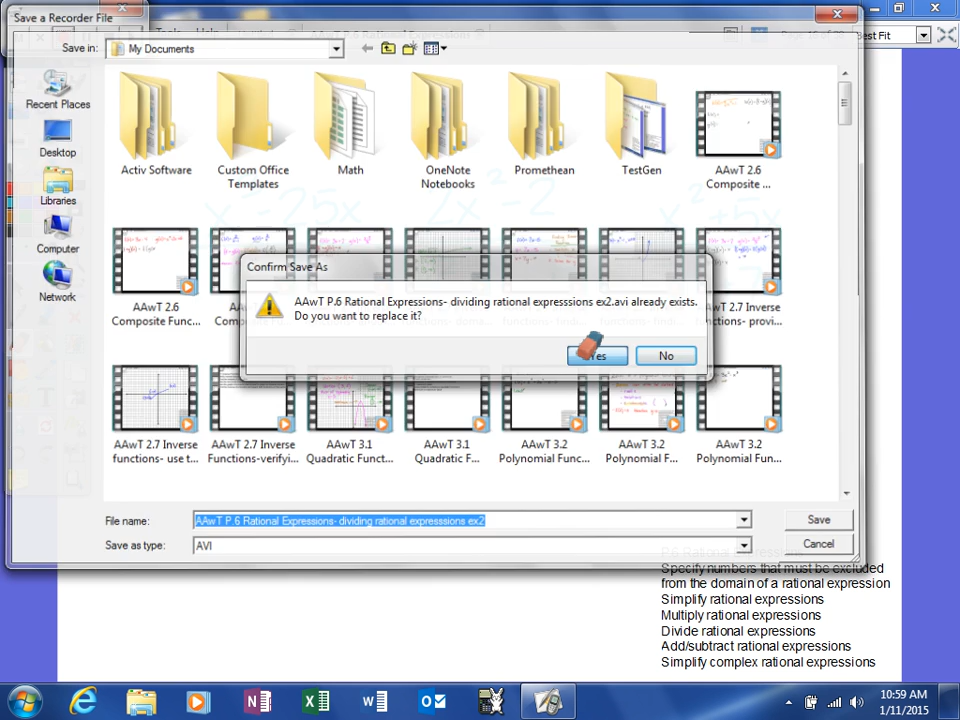 Save a Recorder File
Best Fit
Save in:
My Documents
Recent Places
Desktop
Libraries
Computer
Network
Activ Software
Custom Office
Templates
Math
OneNote
Notebooks
Promethean
TestGen
AAwT 2.6
Composite ...
AAwT 2.6
Composite Func...
AAwT 2.7 Inverse
functions- provi...
Confirm Save As
AAwT P.6 Rational Expressions- dividing rational expresssions ex2.avi already exists.
Do you want to replace it?
Yes
No
AAwT 2.7 Inverse
functions- use t...
AAwT 2.7 Inverse
Functions-verifyi...
AAwT 3.1
Quadratic Funct...
AAwT 3.1
Quadratic F...
AAwT 3.2
Polynomial Func...
AAwT 3.2
Polynomial F...
AAwT 3.2
Polynomial Fun...
File name:
AAwT P.6 Rational Expressions- dividing rational expresssions ex2
Save
Save as type:
AVI
Cancel
P.6 Rational Expressions
Specify numbers that must be excluded
from the domain of a rational expression
Simplify rational expressions
Multiply rational expressions
Divide rational expressions
Add/subtract rational expressions
Simplify complex rational expressions
10:59 AM
1/11/2015